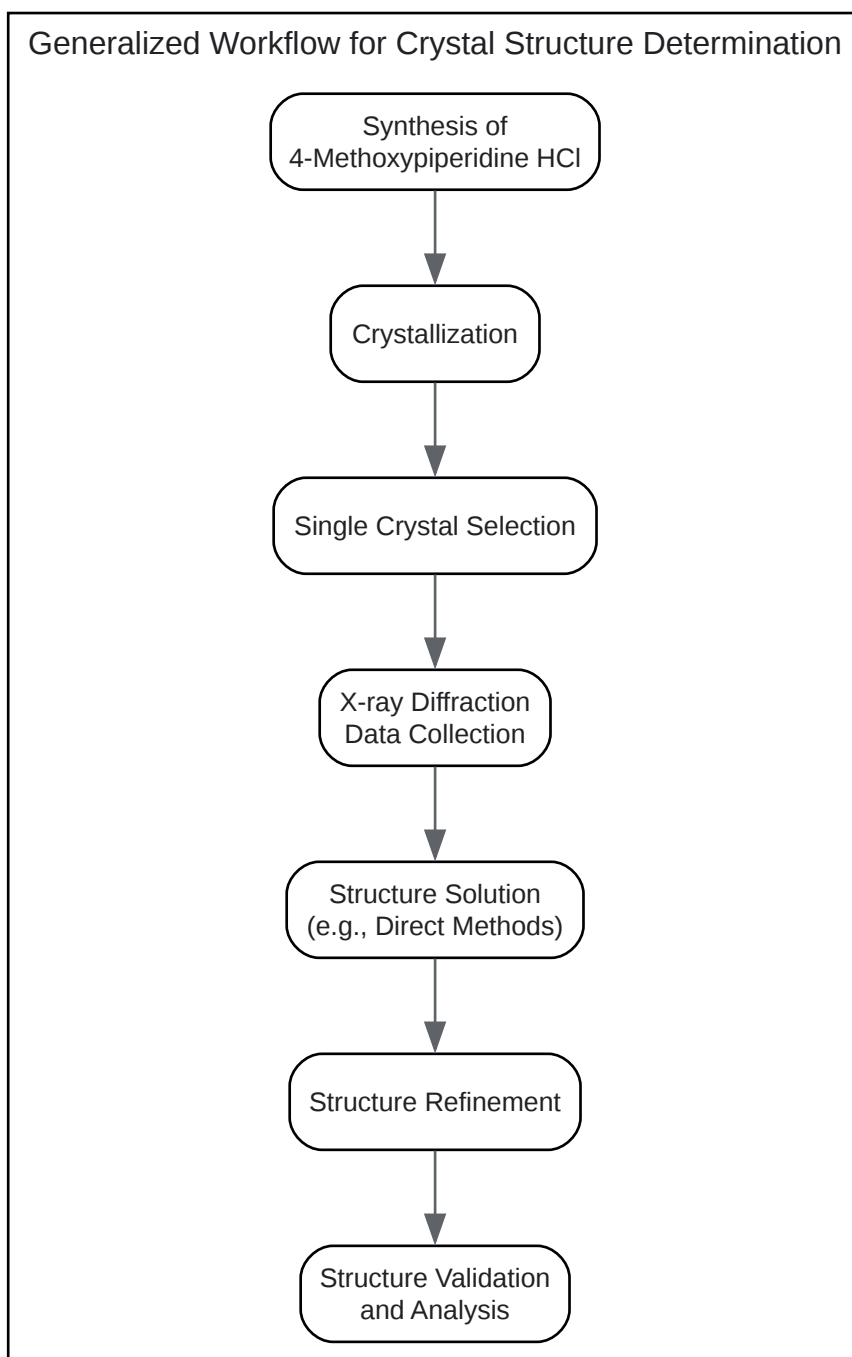 Generalized Workflow for Crystal Structure Determination
Synthesis of
4-Methoxypiperidine HCl
Crystallization
Single Crystal Selection
X-ray Diffraction
Data Collection
Structure Solution
(e.g., Direct Methods)
Structure Refinement
Structure Validation
and Analysis